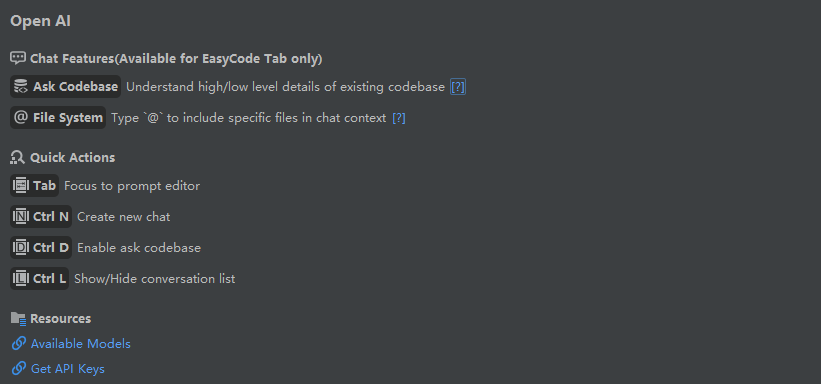 Open AI
Chat Features(Available for EasyCode Tab only)
Ask Codebase Understand high/low level details of existing codebase [?]
@ File System Type `@` to include specific files in chat context [?]
Quick Actions
Tab Focus to prompt editor
N Ctrl N Create new chat
D Ctrl D Enable ask codebase
L Ctrl L Show/Hide conversation list
Resources
Available Models
Get API Keys